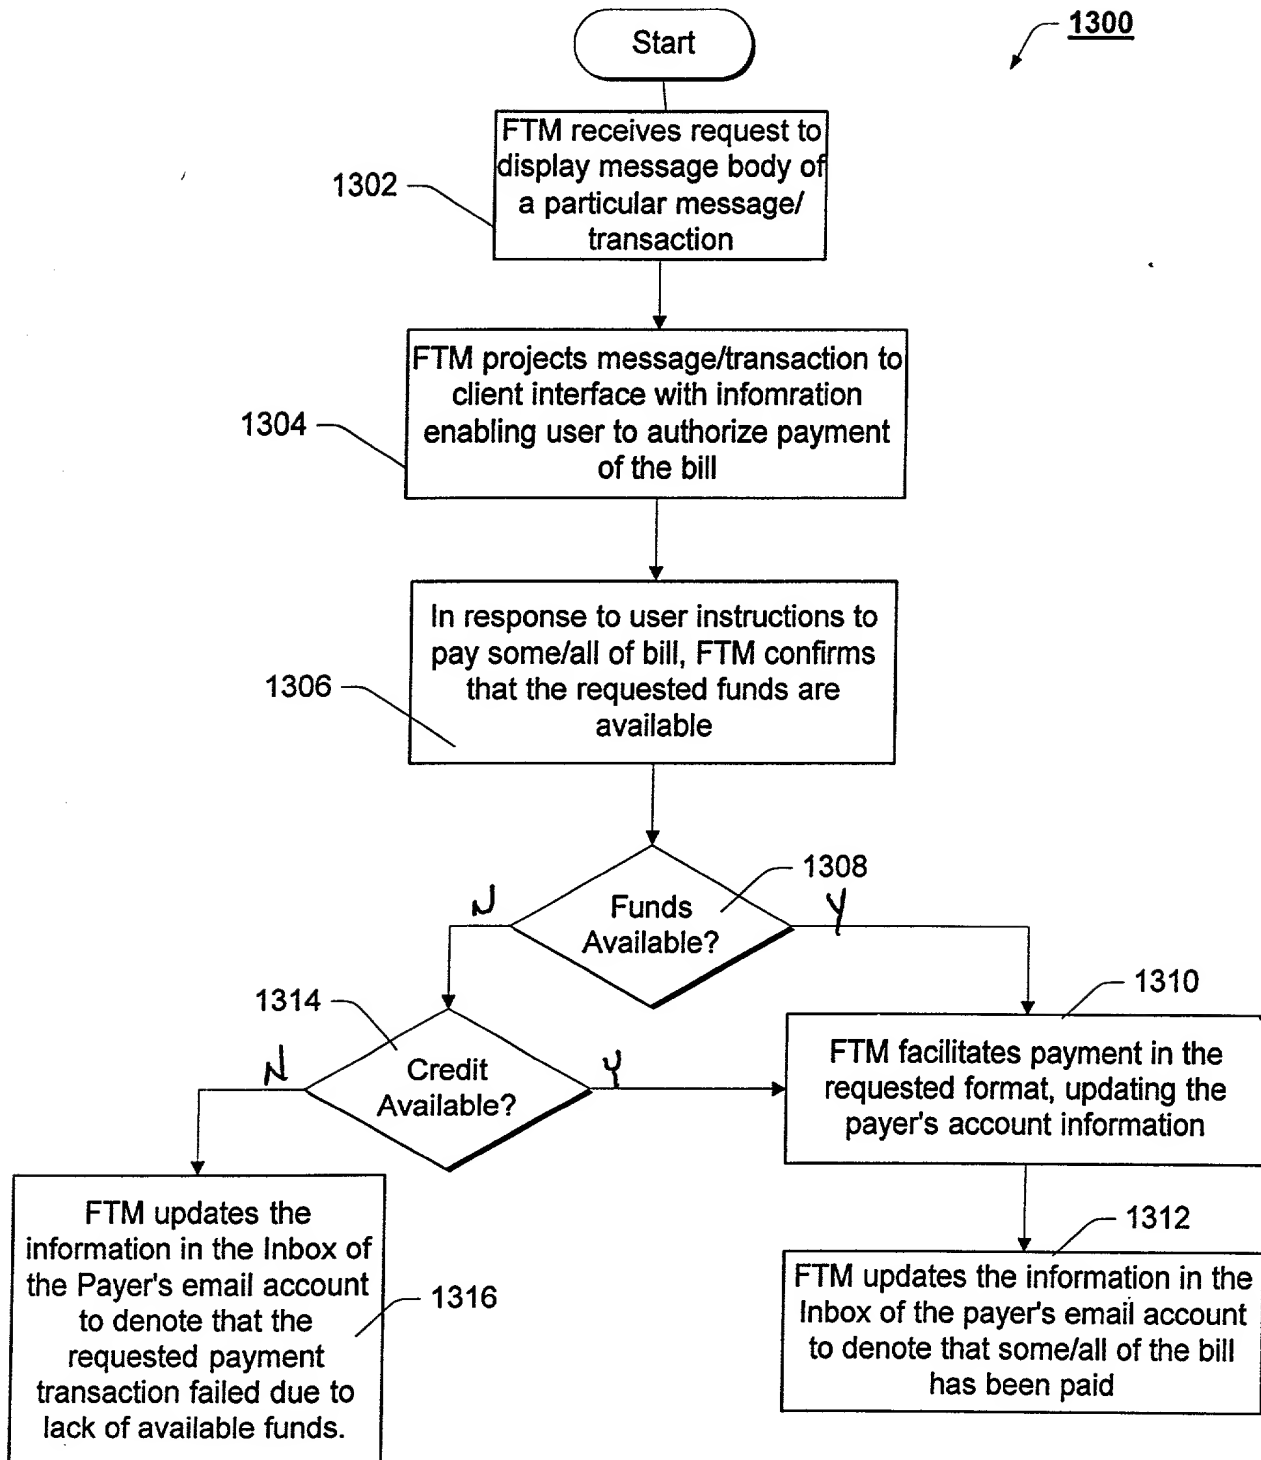 1300
Start
FTM receives request to
display message body of
a particular message/
transaction
1302
FTM projects message/transaction to
client interface with infomration
enabling user to authorize payment
of the bill
1304
In response to user instructions to
pay some/all of bill, FTM confirms
that the requested funds are
available
1306
1308
Funds
Available?
N
Y
1314
Credit
Available?
N
Y
1310
FTM facilitates payment in the
requested format, updating the
payer's account information
1312
FTM updates the information in the
Inbox of the payer's email account
to denote that some/all of the bill
has been paid
FTM updates the
information in the Inbox of
the Payer's email account
to denote that the
requested payment
transaction failed due to
lack of available funds.
1316